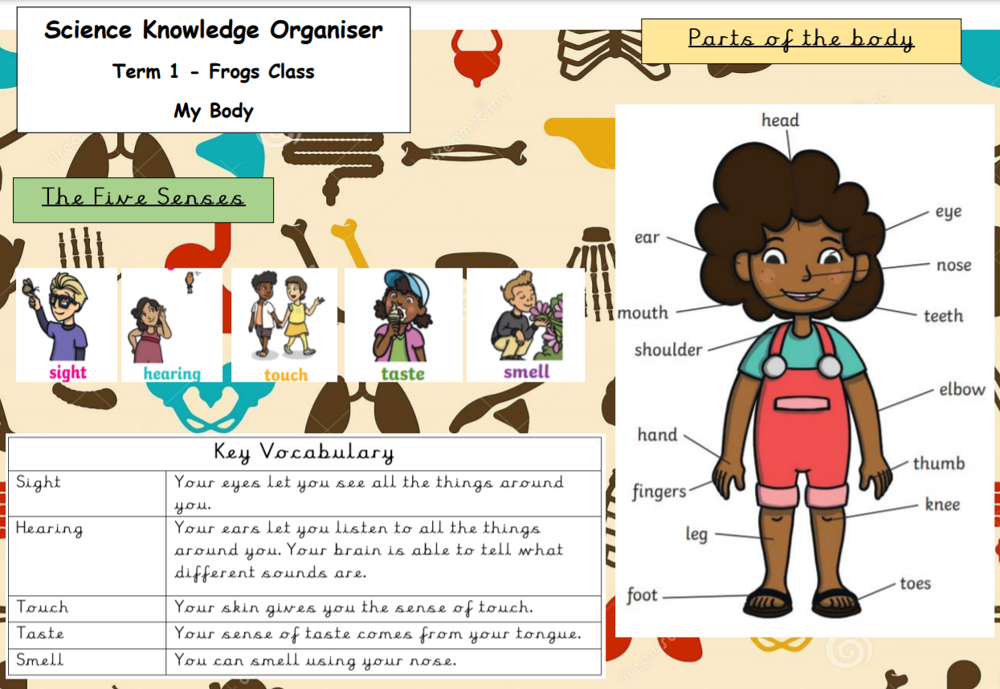 Science Knowledge Organiser
Term 1 - Frogs Class
My Body
The Five Senses
sight
hearing
touch
taste
smell
Key Vocabulary
Sight
Your eyes let you see all the things around
you.
Hearing
Your ears let you listen to all the things
around you. Your brain is able to tell what
different sounds are.
Touch
Your skin gives you the sense of touch.
Taste
Your sense of taste comes from your tongue.
Smell
You can smell using your nose.
Parts of the body
head
eye
ear
nose
mouth
teeth
shoulder
elbow
hand
thumb
fingers
knee
leg
toes
foot
dreamstime